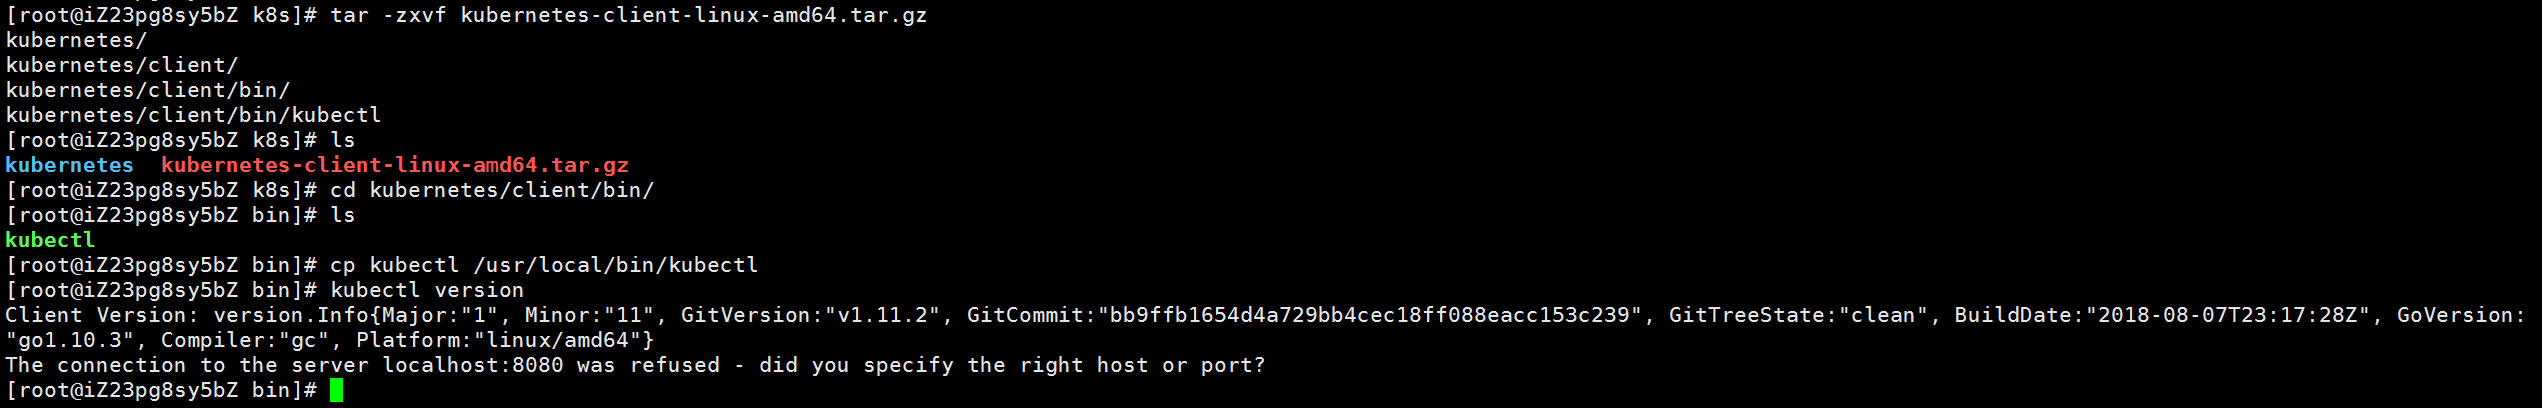 [root@iZ23pg8sy5bZ k8s]# tar -zxvf kubernetes-client-linux-amd64.tar.gz
kubernetes/
kubernetes/client/
kubernetes/client/bin/
kubernetes/client/bin/kubectl
[root@iZ23pg8sy5bZ k8s]# ls
kubernetes  kubernetes-client-linux-amd64.tar.gz
[root@iZ23pg8sy5bZ k8s]# cd kubernetes/client/bin/
[root@iZ23pg8sy5bZ bin]# ls
kubectl
[root@iZ23pg8sy5bZ bin]# cp kubectl /usr/local/bin/kubectl
[root@iZ23pg8sy5bZ bin]# kubectl version
Client Version: version.Info{Major:"1", Minor:"11", GitVersion:"v1.11.2", GitCommit:"bb9ffb1654d4a729bb4cec18ff088eacc153c239", GitTreeState:"clean", BuildDate:"2018-08-07T23:17:28Z", GoVersion:
"go1.10.3", Compiler:"gc", Platform:"linux/amd64"}
The connection to the server localhost:8080 was refused - did you specify the right host or port?
[root@iZ23pg8sy5bZ bin]#